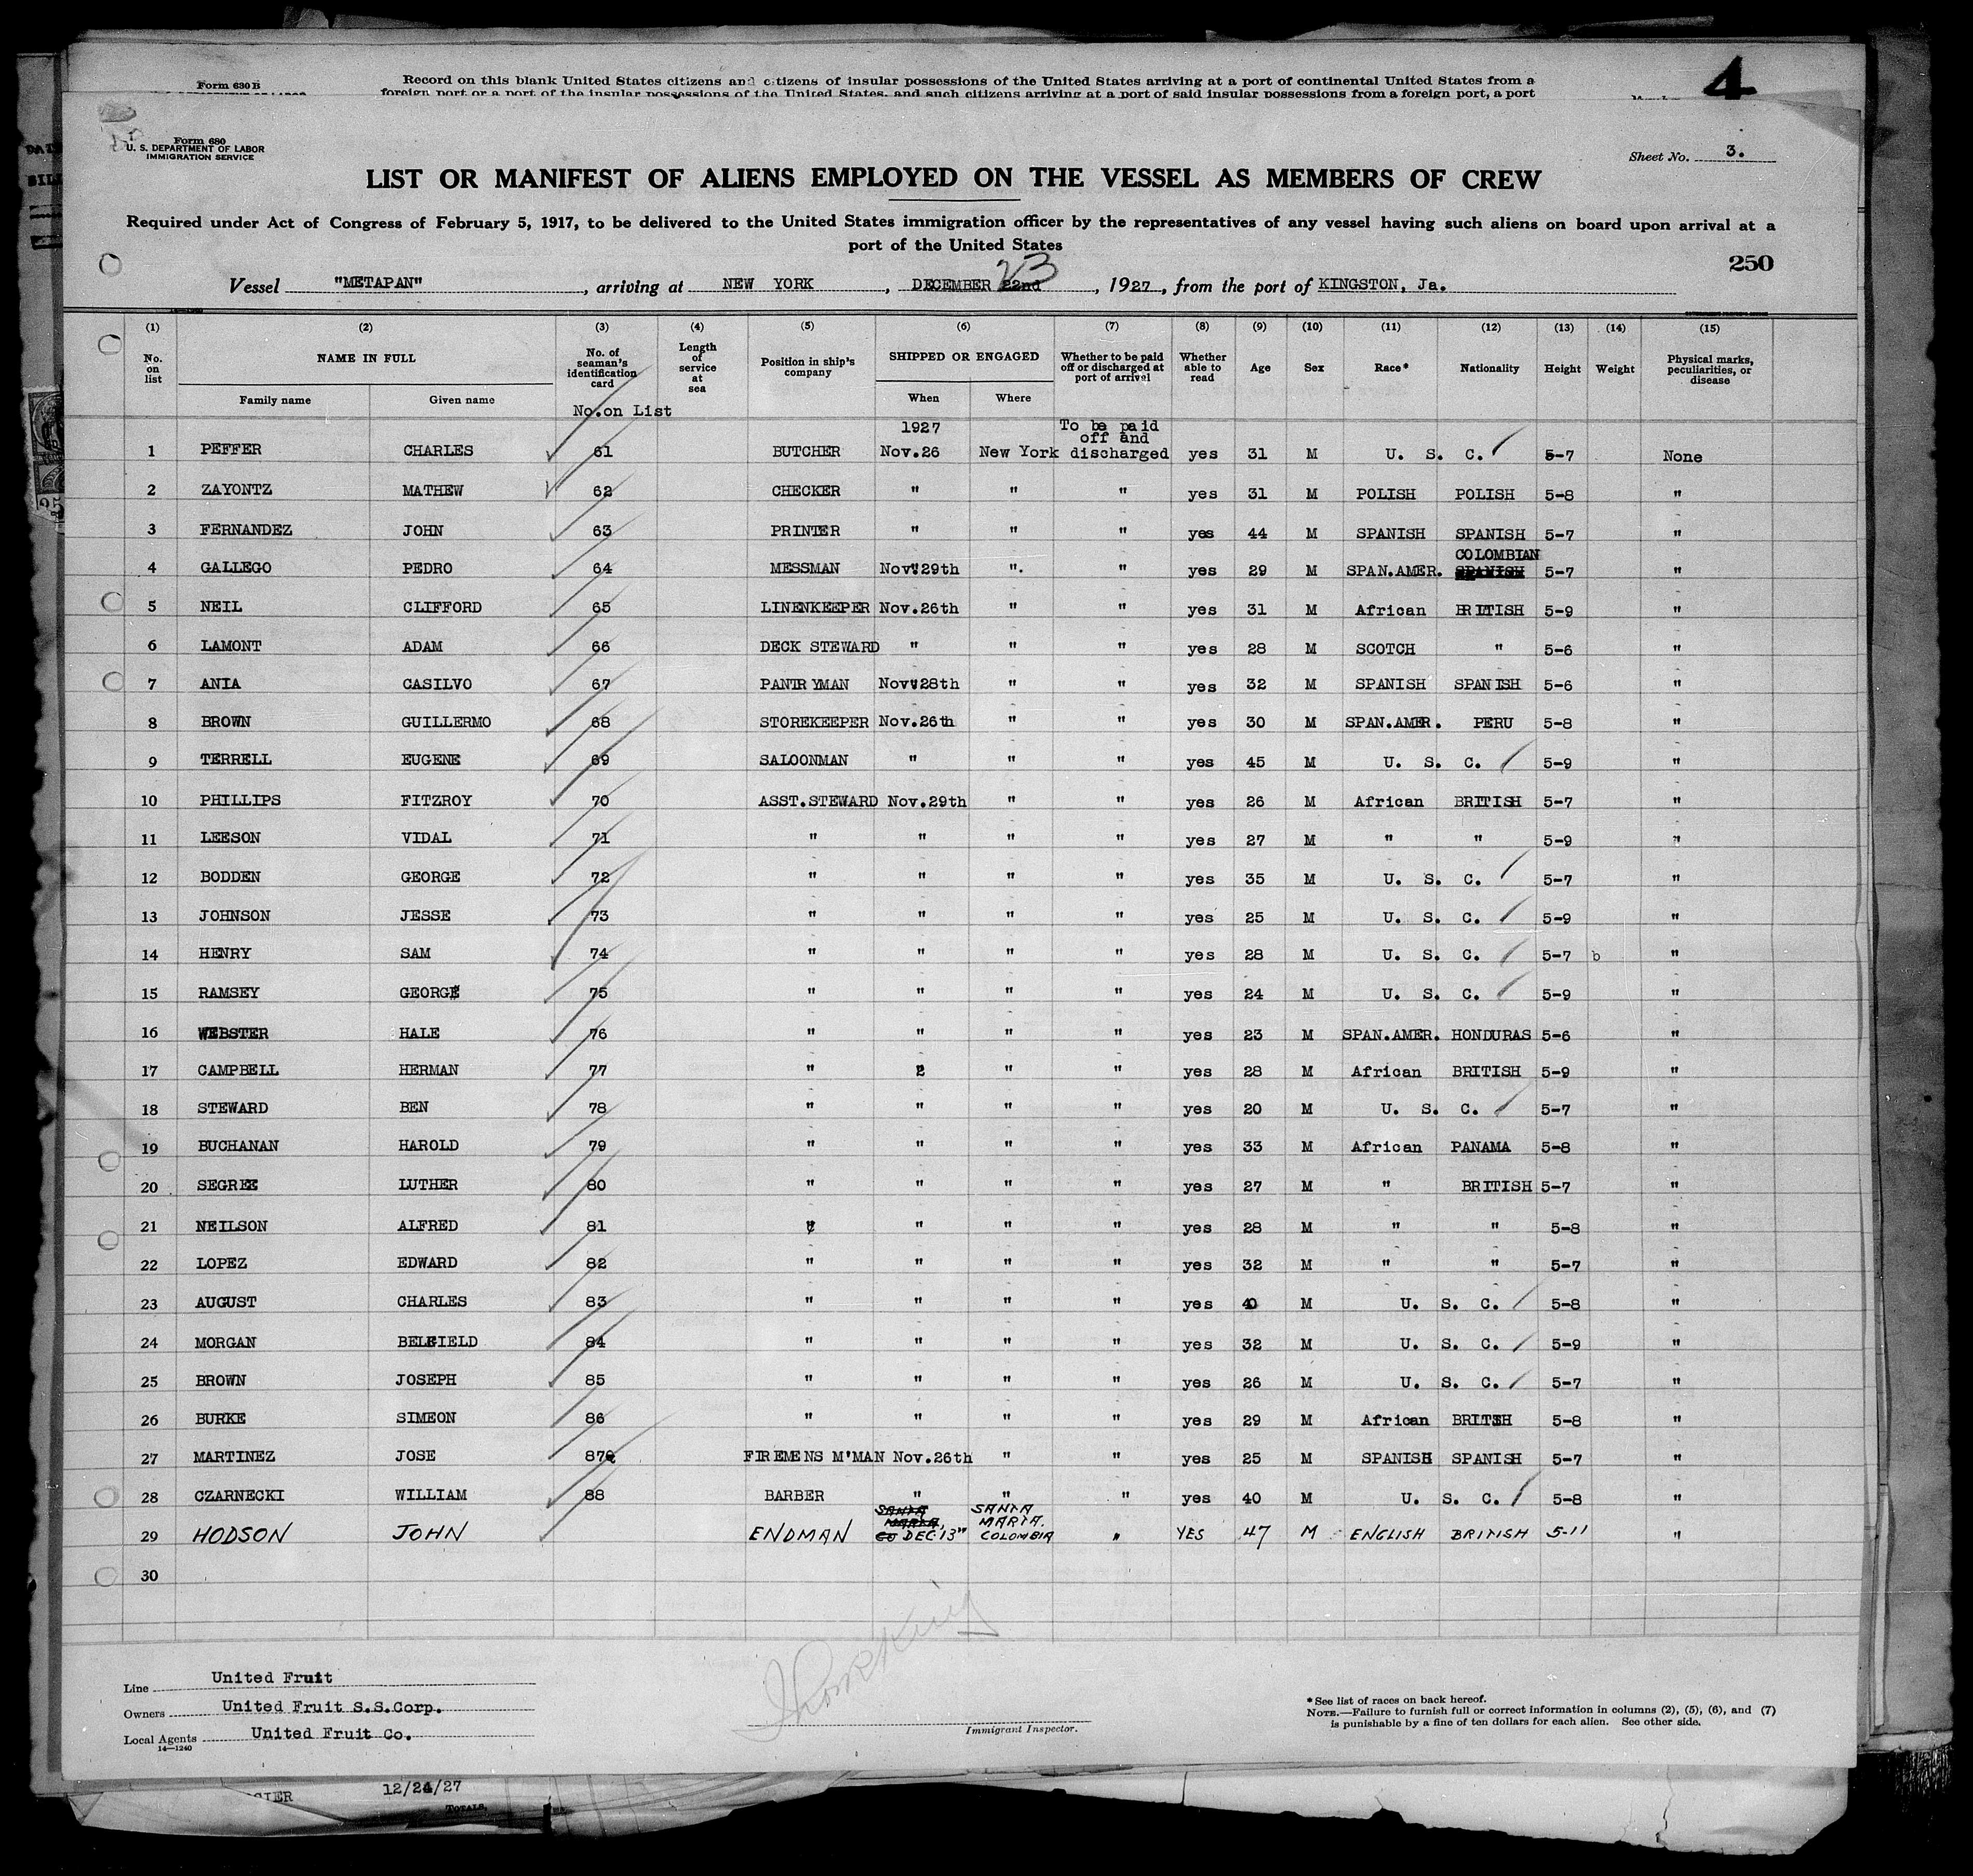 Form 630B
Record on this blank United States citizens and citizens of insular possessions of the United States arriving at a port of continental United States from a
foreign port or a port of the insular possessions of the United States, and such citizens arriving at a port of said insular possessions from a foreign port, a port
4
Form 680
U. S. DEPARTMENT OF LABOR
IMMIGRATION SERVICE
Sheet No. 3.
LIST OR MANIFEST OF ALIENS EMPLOYED ON THE VESSEL AS MEMBERS OF CREW
Required under Act of Congress of February 5, 1917, to be delivered to the United States immigration officer by the representatives of any vessel having such aliens on board upon arrival at a
port of the United States
250
Vessel "METAPAN", arriving at NEW YORK, DECEMBER 22nd 23, 1927, from the port of KINGSTON, Ja.
(1) (2) (3) (4) (5) (6) (7) (8) (9) (10) (11) (12) (13) (14) (15)
No. on list NAME IN FULL No. of seaman's identification card Length of service at sea Position in ship's company SHIPPED OR ENGAGED Whether to be paid off or discharged at port of arrival Whether able to read Age Sex Race* Nationality Height Weight Physical marks, peculiarities, or disease
Family name Given name When Where
No. on List
1927 To be paid off and
1 PEFFER CHARLES 61 BUTCHER Nov.26 New York discharged yes 31 M U. S. C. 5-7 None
2 ZAYONTZ MATHEW 62 CHECKER " " " yes 31 M POLISH POLISH 5-8 "
3 FERNANDEZ JOHN 63 PRINTER " " " yes 44 M SPANISH SPANISH 5-7 "
COLOMBIAN
4 GALLEGO PEDRO 64 MESSMAN Nov.29th ". " yes 29 M SPAN.AMER. SPANISH 5-7 "
5 NEIL CLIFFORD 65 LINENKEEPER Nov.26th " " yes 31 M African BRITISH 5-9 "
6 LAMONT ADAM 66 DECK STEWARD " " " yes 28 M SCOTCH " 5-6 "
7 ANIA CASILVO 67 PANTRYMAN Nov.28th " " yes 32 M SPANISH SPANISH 5-6 "
8 BROWN GUILLERMO 68 STOREKEEPER Nov.26th " " yes 30 M SPAN.AMER. PERU 5-8 "
9 TERRELL EUGENE 69 SALOONMAN " " " yes 45 M U. S. C. 5-9 "
10 PHILLIPS FITZROY 70 ASST.STEWARD Nov.29th " " yes 26 M African BRITISH 5-7 "
11 LEESON VIDAL 71 " " " " yes 27 M " " 5-9 "
12 BODDEN GEORGE 72 " " " " yes 35 M U. S. C. 5-7 "
13 JOHNSON JESSE 73 " " " " yes 25 M U. S. C. 5-9 "
14 HENRY SAM 74 " " " " yes 28 M U. S. C. 5-7 b "
15 RAMSEY GEORGE 75 " " " " yes 24 M U. S. C. 5-9 "
16 WEBSTER HALE 76 " " " " yes 23 M SPAN.AMER. HONDURAS 5-6 "
17 CAMPBELL HERMAN 77 " 2 " " yes 28 M African BRITISH 5-9 "
18 STEWARD BEN 78 " " " " yes 20 M U. S. C. 5-7 "
19 BUCHANAN HAROLD 79 " " " " yes 33 M African PANAMA 5-8 "
20 SEGREE LUTHER 80 " " " " yes 27 M " BRITISH 5-7 "
21 NEILSON ALFRED 81 " " " " yes 28 M " " 5-8 "
22 LOPEZ EDWARD 82 " " " " yes 32 M " " 5-7 "
23 AUGUST CHARLES 83 " " " " yes 40 M U. S. C. 5-8 "
24 MORGAN BELFIELD 84 " " " " yes 32 M U. S. C. 5-9 "
25 BROWN JOSEPH 85 " " " " yes 26 M U. S. C. 5-7 "
26 BURKE SIMEON 86 " " " " yes 29 M African BRITISH 5-8 "
27 MARTINEZ JOSE 87 FIREMENS M'MAN Nov.26th " " yes 25 M SPANISH SPANISH 5-7 "
28 CZARNECKI WILLIAM 88 BARBER " " " yes 40 M U. S. C. 5-8 "
SANTA MARIA, SANTA MARIA.
29 HODSON JOHN ENDMAN CO DEC 13" COLOMBIA " YES 47 M ENGLISH BRITISH 5-11 "
30
Line United Fruit
Owners United Fruit S.S.Corp.
Local Agents United Fruit Co.
14—1240
Immigrant Inspector.
*See list of races on back hereof.
NOTE.—Failure to furnish full or correct information in columns (2), (5), (6), and (7)
is punishable by a fine of ten dollars for each alien. See other side.
12/24/27
TOTALS,